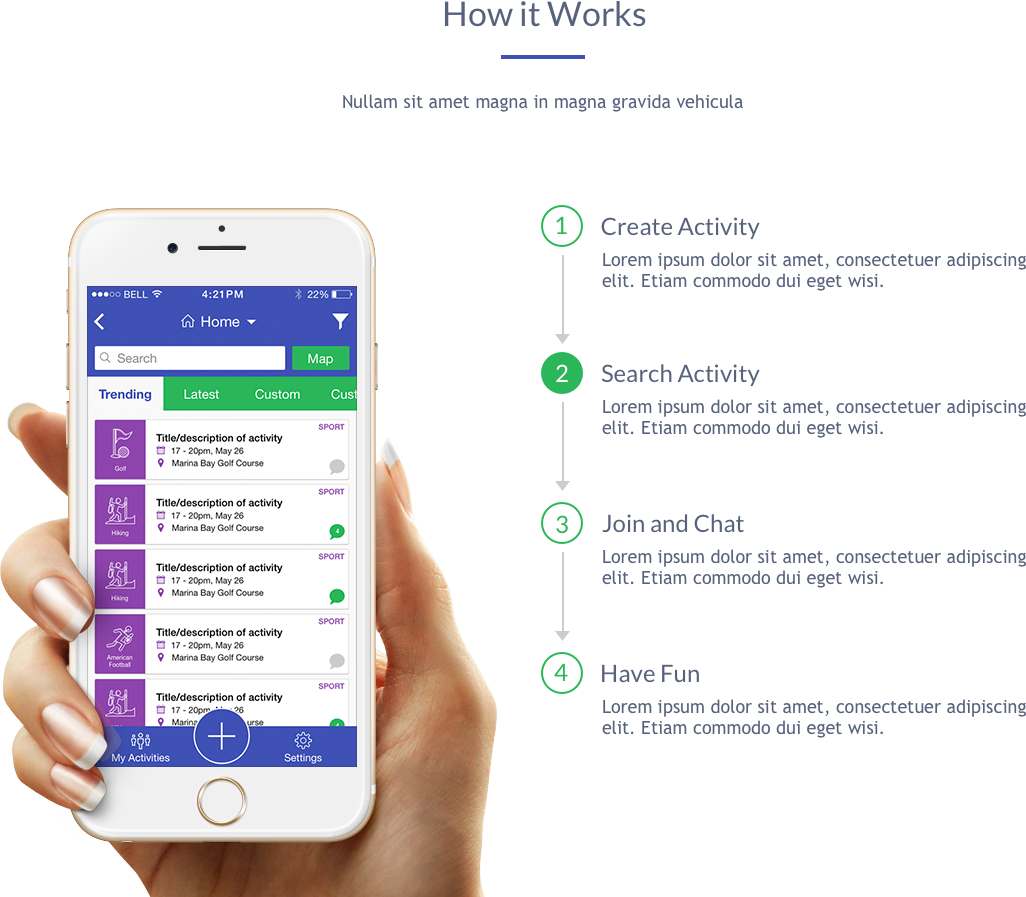 How it Works
Nullam sit amet magna in magna gravida vehicula
BELL 4:21PM 22%
Home
Search Map
Trending Latest Custom Cust
SPORT
Title/description of activity
17 - 20pm, May 26
Marina Bay Golf Course
Golf
SPORT
Title/description of activity
17 - 20pm, May 26
Marina Bay Golf Course
4
Hiking
SPORT
Title/description of activity
17 - 20pm, May 26
Marina Bay Golf Course
Hiking
SPORT
Title/description of activity
17 - 20pm, May 26
Marina Bay Golf Course
American
Football
SPORT
Title/description of activity
17 - 20pm, May 26
My Activities
Settings
1 Create Activity
Lorem ipsum dolor sit amet, consectetuer adipiscing
elit. Etiam commodo dui eget wisi.
2 Search Activity
Lorem ipsum dolor sit amet, consectetuer adipiscing
elit. Etiam commodo dui eget wisi.
3 Join and Chat
Lorem ipsum dolor sit amet, consectetuer adipiscing
elit. Etiam commodo dui eget wisi.
4 Have Fun
Lorem ipsum dolor sit amet, consectetuer adipiscing
elit. Etiam commodo dui eget wisi.